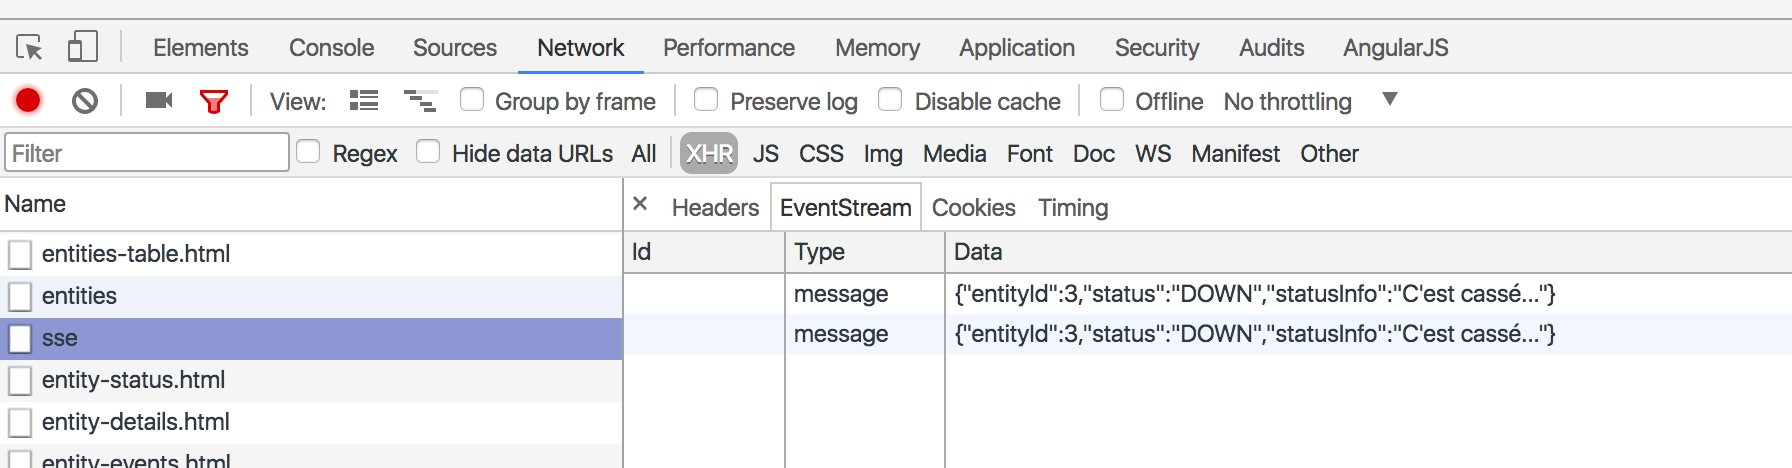 Elements Console Sources Network Performance Memory Application Security Audits AngularJS
View: Group by frame Preserve log Disable cache Offline No throttling
Filter Regex Hide data URLs All XHR JS CSS Img Media Font Doc WS Manifest Other
Name
entities-table.html
entities
sse
entity-status.html
entity-details.html
entity-events.html
× Headers EventStream Cookies Timing
Id Type Data
message {"entityId":3,"status":"DOWN","statusInfo":"C'est cassé..."}
message {"entityId":3,"status":"DOWN","statusInfo":"C'est cassé..."}